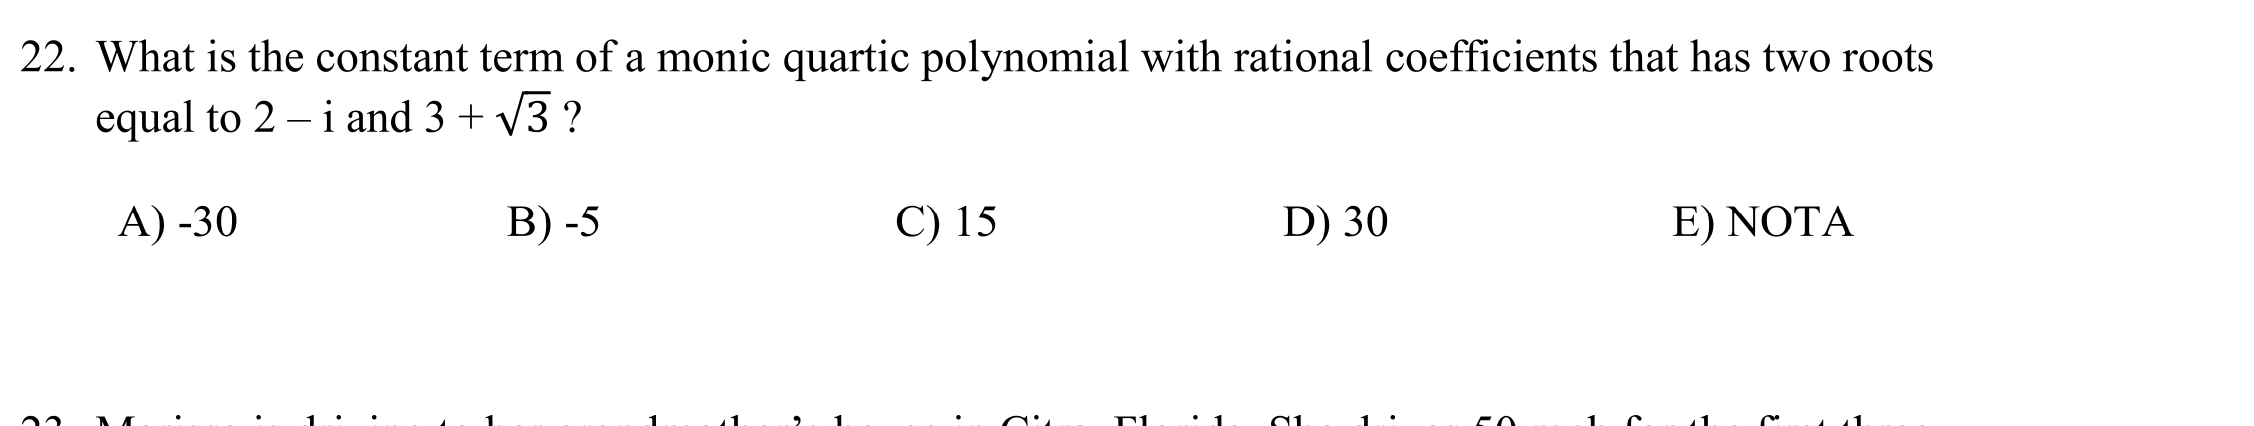 22. What is the constant term of a monic quartic polynomial with rational coefficients that has two roots
equal to 2 – i and 3 + √3 ?
A) -30 B) -5 C) 15 D) 30 E) NOTA